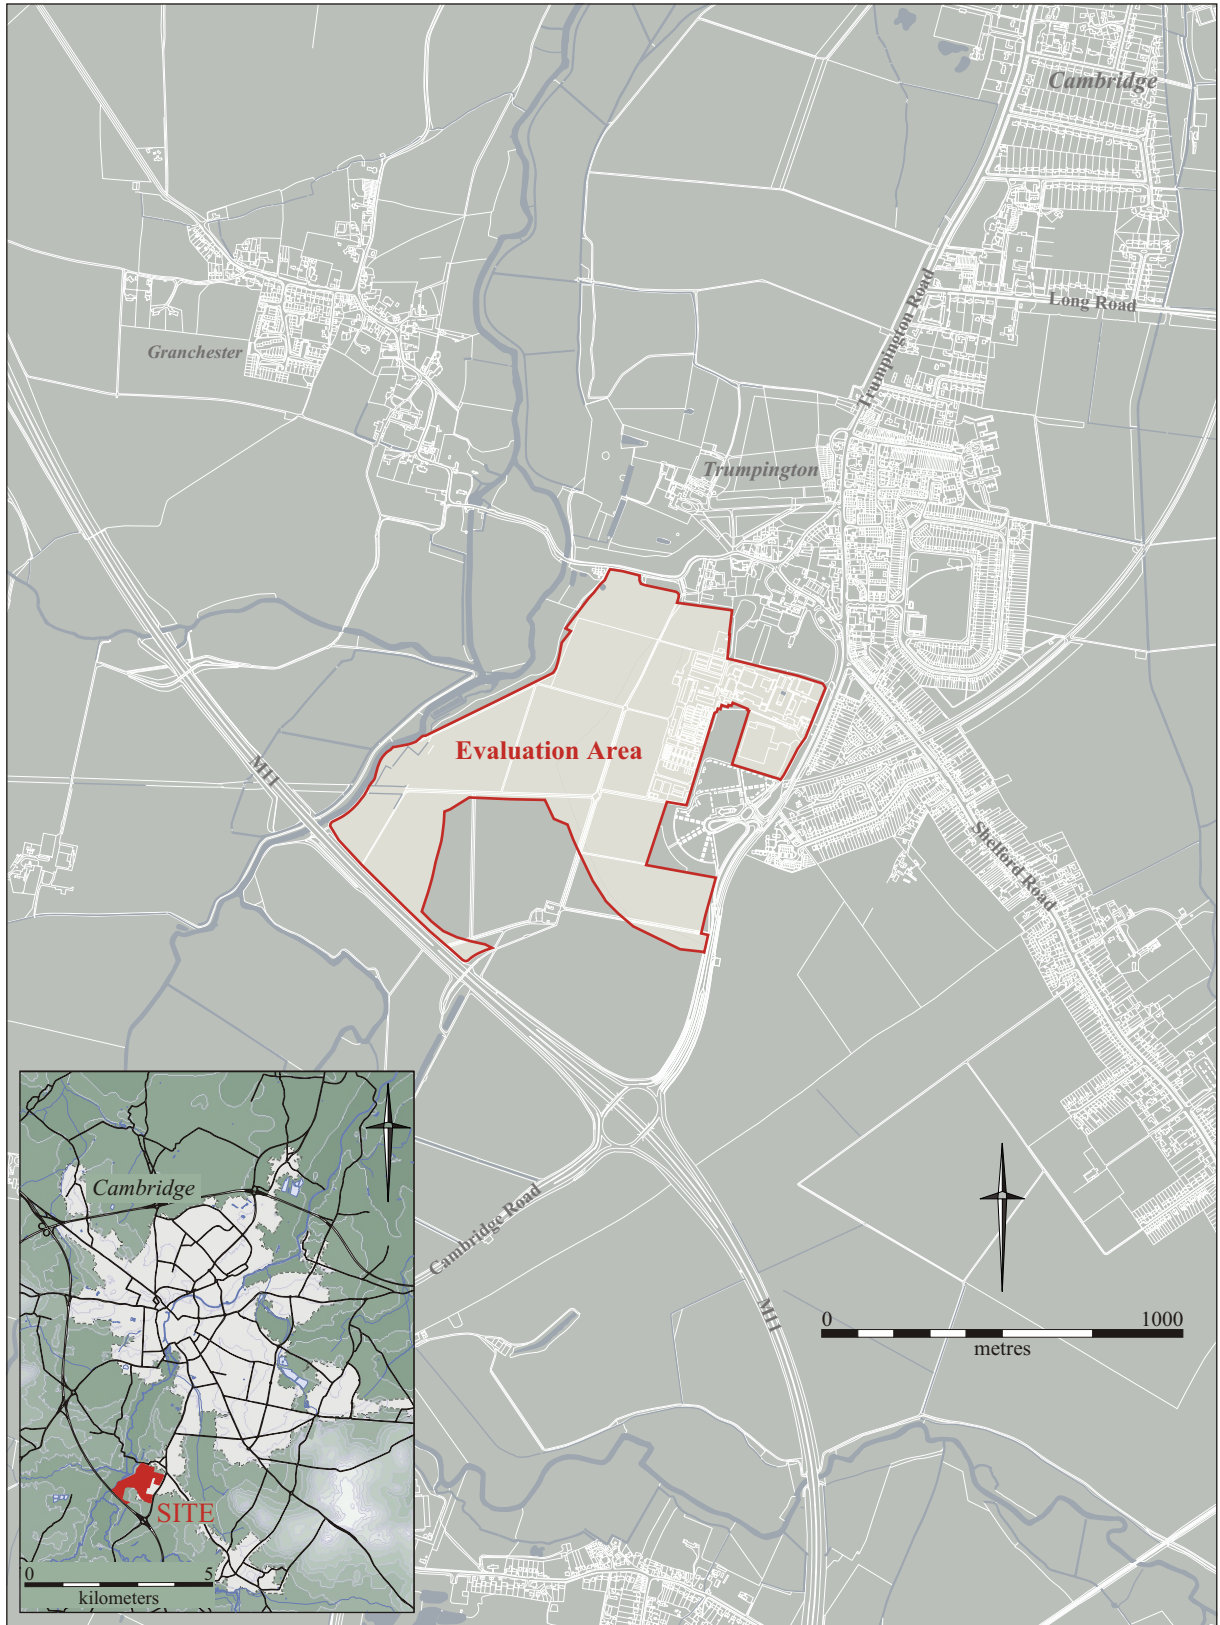 Cambridge
Trumpington Road
Long Road
Granchester
Trumpington
Evaluation Area
M11
Shelford Road
Cambridge
Cambridge Road
M11
0 1000
metres
SITE
0 5
kilometers